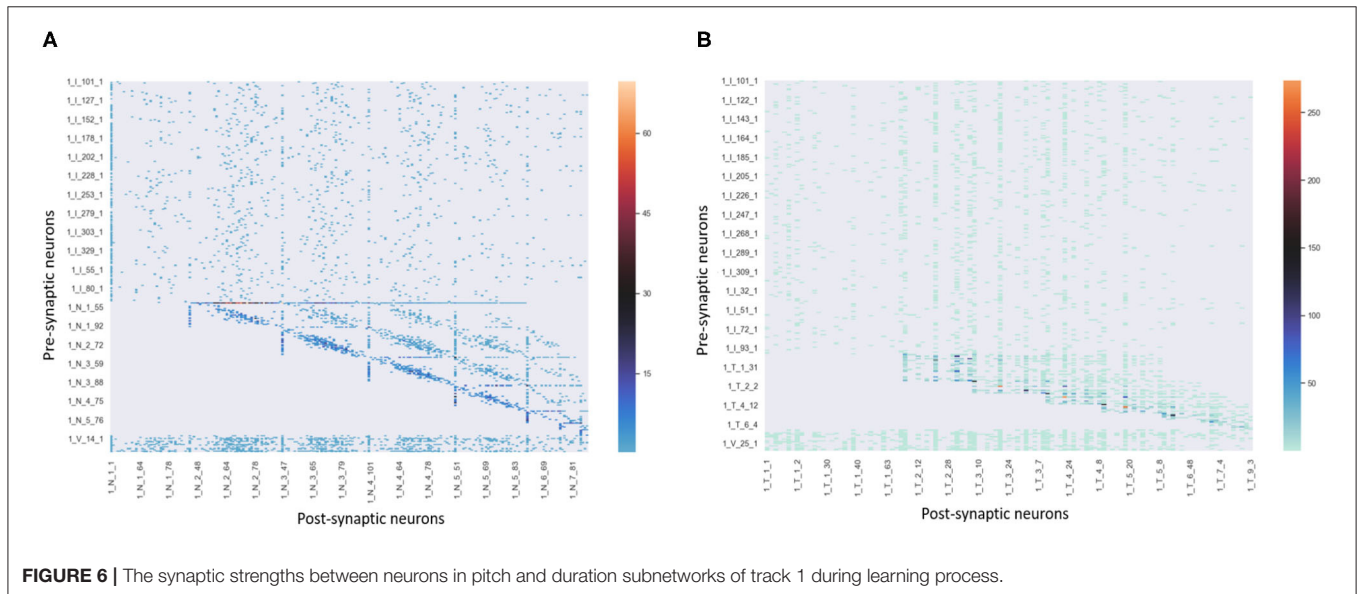 A
B
Pre-synaptic neurons
1_I_101_1
1_I_127_1
1_I_152_1
1_I_178_1
1_I_202_1
1_I_228_1
1_I_253_1
1_I_279_1
1_I_303_1
1_I_329_1
1_I_55_1
1_I_80_1
1_N_1_55
1_N_1_92
1_N_2_72
1_N_3_59
1_N_3_88
1_N_4_75
1_N_5_76
1_V_14_1
1_N_1_1
1_N_1_64
1_N_1_78
1_N_2_48
1_N_2_64
1_N_2_78
1_N_3_47
1_N_3_65
1_N_3_79
1_N_4_101
1_N_4_64
1_N_4_78
1_N_5_51
1_N_5_69
1_N_5_83
1_N_6_69
1_N_7_81
Post-synaptic neurons
60
45
30
15
Pre-synaptic neurons
1_I_101_1
1_I_122_1
1_I_143_1
1_I_164_1
1_I_185_1
1_I_205_1
1_I_226_1
1_I_247_1
1_I_268_1
1_I_289_1
1_I_309_1
1_I_32_1
1_I_51_1
1_I_72_1
1_I_93_1
1_T_1_31
1_T_2_2
1_T_4_12
1_T_6_4
1_V_25_1
1_T_1_1
1_T_1_2
1_T_1_30
1_T_1_40
1_T_1_63
1_T_2_12
1_T_2_28
1_T_3_10
1_T_3_24
1_T_3_7
1_T_4_24
1_T_4_8
1_T_5_20
1_T_5_8
1_T_6_48
1_T_7_4
1_T_9_3
Post-synaptic neurons
250
200
150
100
50
FIGURE 6 | The synaptic strengths between neurons in pitch and duration subnetworks of track 1 during learning process.